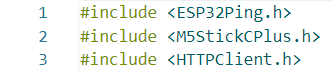 1 #include <ESP32Ping.h>
2 #include <M5StickCPlus.h>
3 #include <HTTPClient.h>